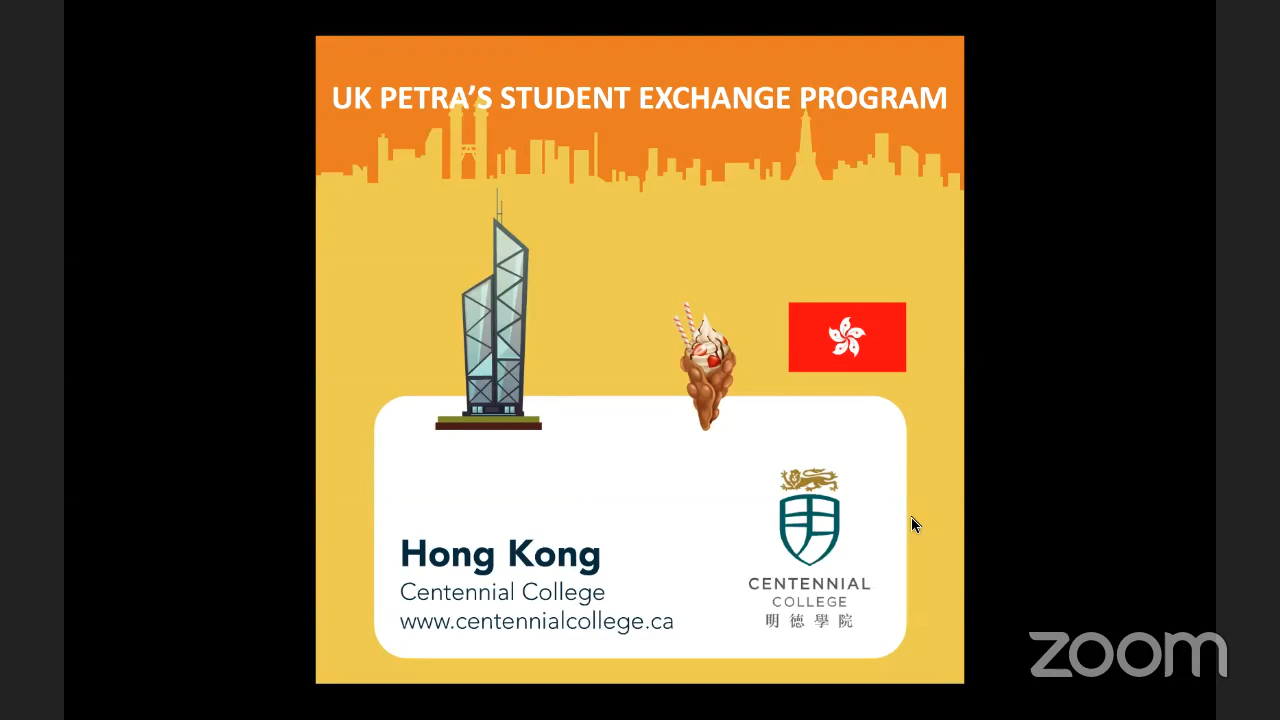 UK PETRA’S STUDENT EXCHANGE PROGRAM
Hong Kong
Centennial College
www.centennialcollege.ca
CENTENNIAL
COLLEGE
明德學院
zoom